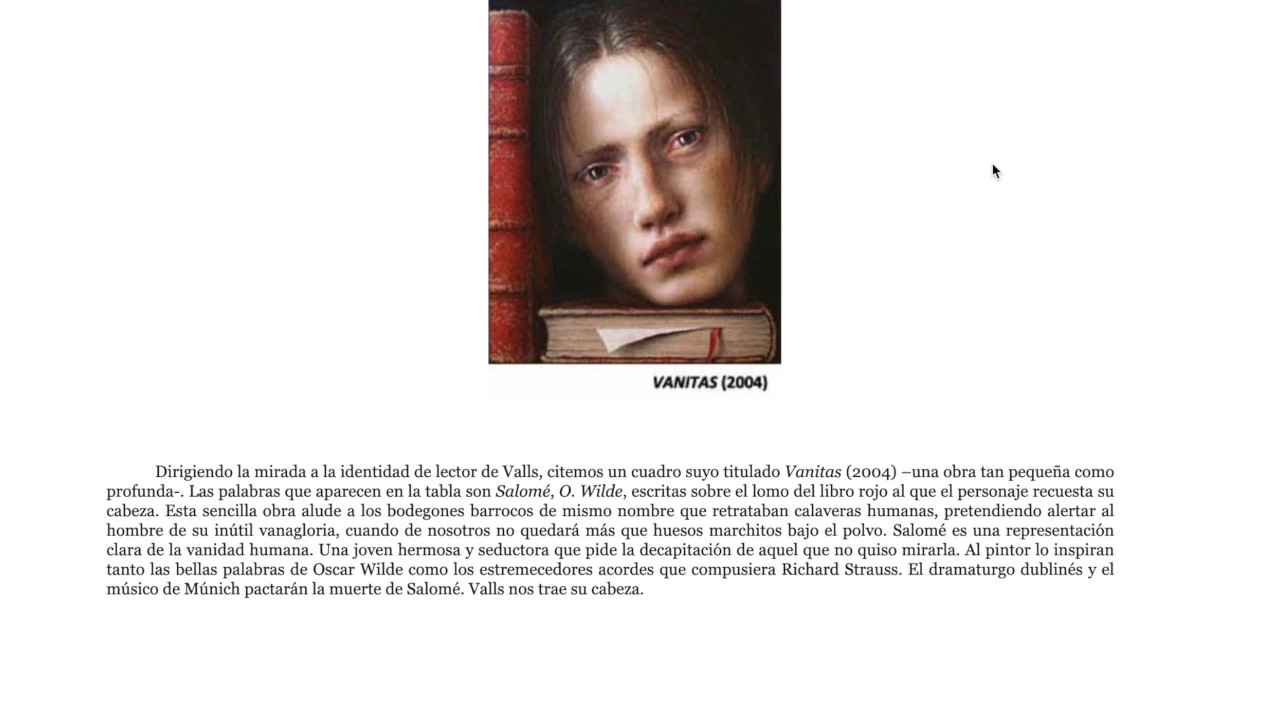 VANITAS (2004)
Dirigiendo la mirada a la identidad de lector de Valls, citemos un cuadro suyo titulado Vanitas (2004) –una obra tan pequeña como
profunda-. Las palabras que aparecen en la tabla son Salomé, O. Wilde, escritas sobre el lomo del libro rojo al que el personaje recuesta su
cabeza. Esta sencilla obra alude a los bodegones barrocos de mismo nombre que retrataban calaveras humanas, pretendiendo alertar al
hombre de su inútil vanagloria, cuando de nosotros no quedará más que huesos marchitos bajo el polvo. Salomé es una representación
clara de la vanidad humana. Una joven hermosa y seductora que pide la decapitación de aquel que no quiso mirarla. Al pintor lo inspiran
tanto las bellas palabras de Oscar Wilde como los estremecedores acordes que compusiera Richard Strauss. El dramaturgo dublinés y el
músico de Múnich pactarán la muerte de Salomé. Valls nos trae su cabeza.